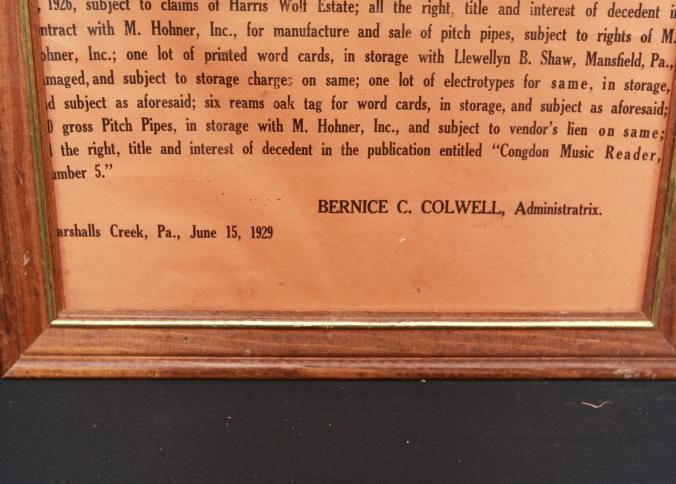 , 1926, subject to claims of Harris Wolf Estate; all the right, title and interest of decedent i
ntract with M. Hohner, Inc., for manufacture and sale of pitch pipes, subject to rights of M.
ohner, Inc.; one lot of printed word cards, in storage with Llewellyn B. Shaw, Mansfield, Pa.,
maged, and subject to storage charges on same; one lot of electrotypes for same, in storage,
d subject as aforesaid; six reams oak tag for word cards, in storage, and subject as aforesaid;
0 gross Pitch Pipes, in storage with M. Hohner, Inc., and subject to vendor's lien on same;
the right, title and interest of decedent in the publication entitled "Congdon Music Reader,
umber 5."
BERNICE C. COLWELL, Administratrix.
arshalls Creek, Pa., June 15, 1929